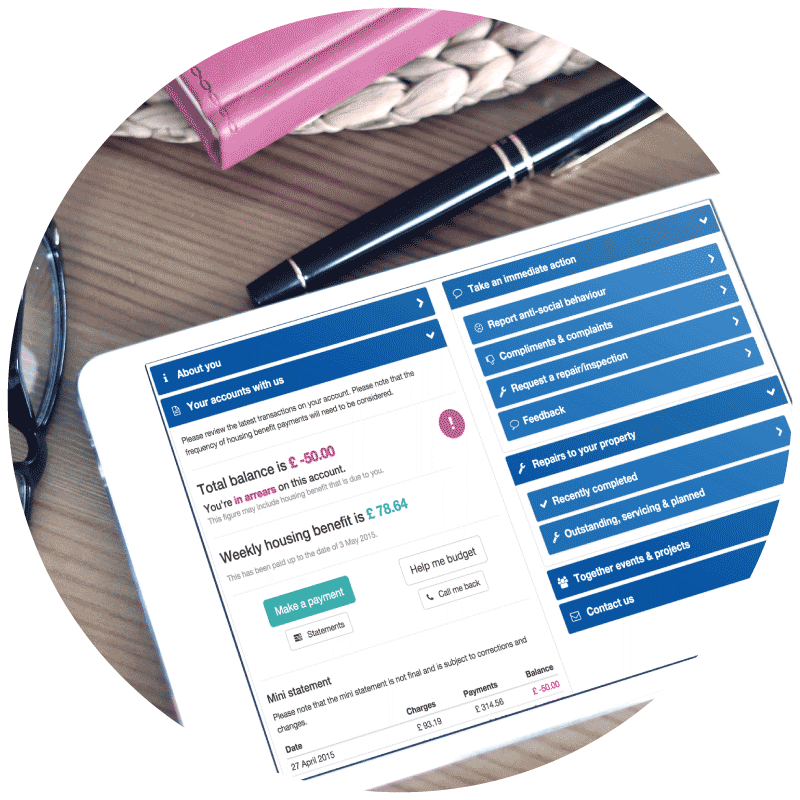 About you
Your accounts with us
Please review the latest transactions on your account. Please note that the
frequency of housing benefit payments will need to be considered.
!
Total balance is £ -50.00
You're in arrears on this account.
This figure may include housing benefit that is due to you.
Weekly housing benefit is £ 78.64
This has been paid up to the date of 3 May 2015.
Make a payment
Help me budget
Statements
Call me back
Mini statement
Please note that the mini statement is not final and is subject to corrections and
changes.
Date Charges Payments Balance
27 April 2015 £ 93.19 £ 314.56 £ -50.00
Take an immediate action
Report anti-social behaviour
Compliments & complaints
Request a repair/inspection
Feedback
Repairs to your property
Recently completed
Outstanding, servicing & planned
Together events & projects
Contact us